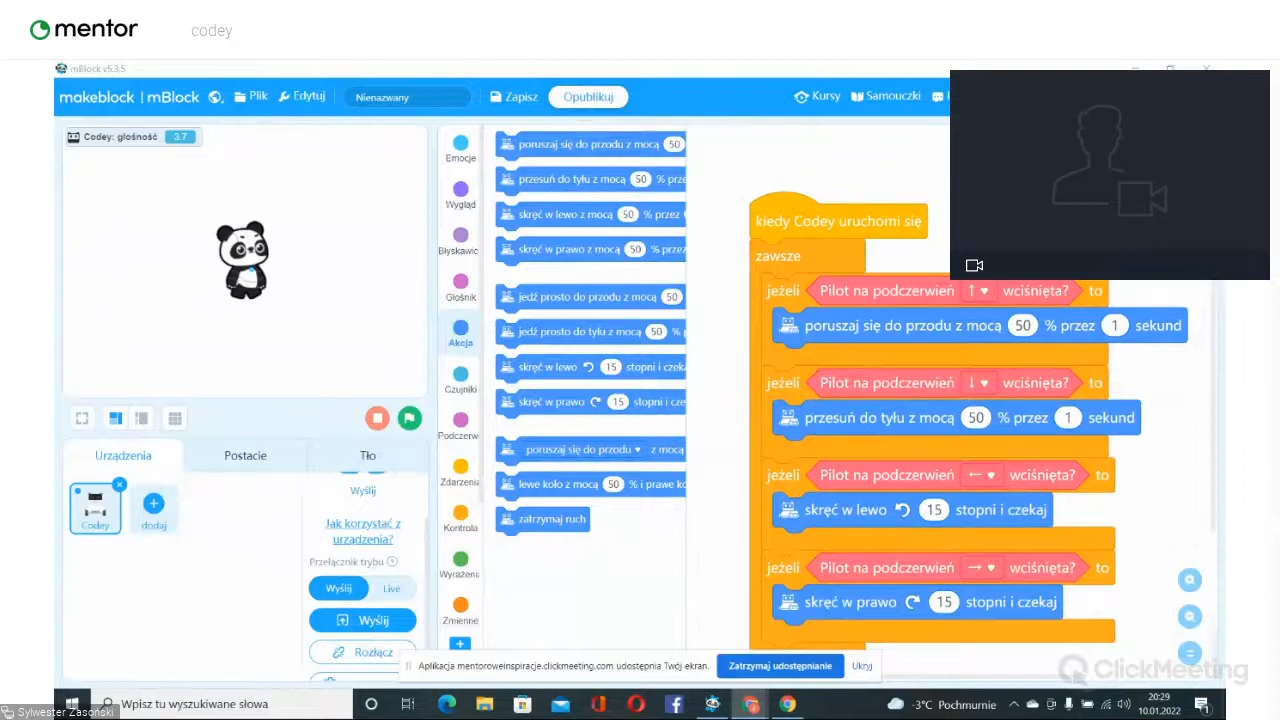 mentor
codey
mBlock v5.3.5
makeblock | mBlock
Plik
Edytuj
Nienazwany
Zapisz
Opublikuj
Kursy
Samouczki
Codey: głośność 3.7
Emocje
Wygląd
Błyskawic
Głośnik
Akcja
Czujniki
Podczerw
Zdarzenia
Kontrola
Wyrażenia
Zmienne
poruszaj się do przodu z mocą 50
przesuń do tyłu z mocą 50 % prze
skręć w lewo z mocą 50 % przez
skręć w prawo z mocą 50 % przez
jedź prosto do przodu z mocą 50
jedź prosto do tyłu z mocą 50 % p
skręć w lewo 15 stopni i czeka
skręć w prawo 15 stopni i cze
poruszaj się do przodu z mocą
lewe koło z mocą 50 % i prawe ko
zatrzymaj ruch
kiedy Codey uruchomi się
zawsze
jeżeli Pilot na podczerwień ↑ wciśnięta? to
poruszaj się do przodu z mocą 50 % przez 1 sekund
jeżeli Pilot na podczerwień ↓ wciśnięta? to
przesuń do tyłu z mocą 50 % przez 1 sekund
jeżeli Pilot na podczerwień ← wciśnięta? to
skręć w lewo 15 stopni i czekaj
jeżeli Pilot na podczerwień → wciśnięta? to
skręć w prawo 15 stopni i czekaj
Urządzenia
Postacie
Tło
Codey
dodaj
Wyślij
Jak korzystać z
urządzenia?
Przełącznik trybu
Wyślij
Live
Wyślij
Rozłącz
Aplikacja mentoroweinspiracje.clickmeeting.com udostępnia Twój ekran.
Zatrzymaj udostępnianie
Ukryj
ClickMeeting
Wpisz tu wyszukiwane słowa
-3°C Pochmurnie
20:29
10.01.2022
1
Sylwester Zasoński